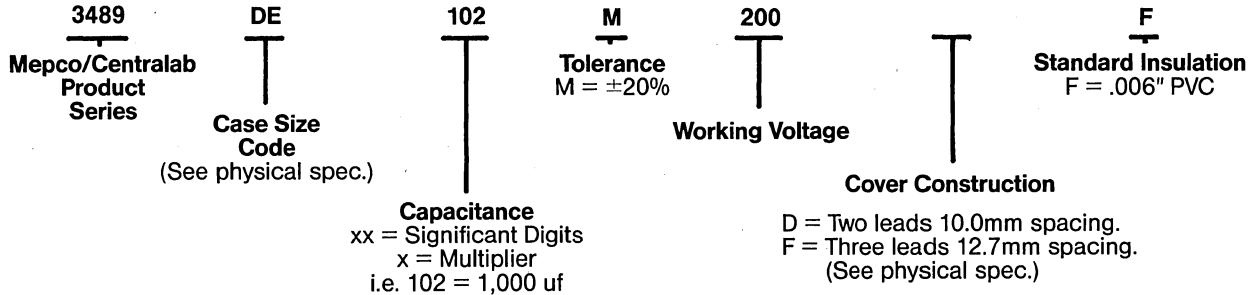 3489 DE 102 M 200 F
Mepco/Centralab
Product
Series
Case Size
Code
(See physical spec.)
Capacitance
xx = Significant Digits
x = Multiplier
i.e. 102 = 1,000 uf
Tolerance
M = ±20%
Working Voltage
Cover Construction
D = Two leads 10.0mm spacing.
F = Three leads 12.7mm spacing.
(See physical spec.)
Standard Insulation
F = .006" PVC